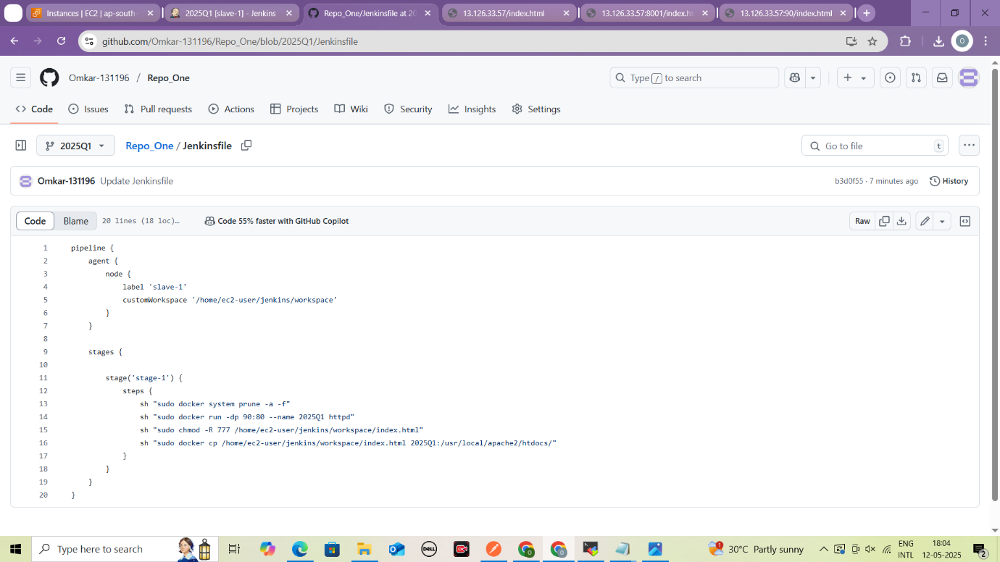 Instances | EC2 | ap-south-
2025Q1 [slave-1] - Jenkins
Repo_One/Jenkinsfile at 20
13.126.33.57/index.html
13.126.33.57:8001/index.ht
13.126.33.57:90/index.html
github.com/Omkar-131196/Repo_One/blob/2025Q1/Jenkinsfile
O
Omkar-131196 / Repo_One
Type / to search
Code
Issues
Pull requests
Actions
Projects
Wiki
Security
Insights
Settings
2025Q1
Repo_One / Jenkinsfile
Go to file
t
Omkar-131196 Update Jenkinsfile
b3d0f55 · 7 minutes ago
History
Code
Blame
20 lines (18 loc)...
Code 55% faster with GitHub Copilot
Raw
1 pipeline {
2 agent {
3 node {
4 label 'slave-1'
5 customWorkspace '/home/ec2-user/jenkins/workspace'
6 }
7 }
8
9 stages {
10
11 stage('stage-1') {
12 steps {
13 sh "sudo docker system prune -a -f"
14 sh "sudo docker run -dp 90:80 --name 2025Q1 httpd"
15 sh "sudo chmod -R 777 /home/ec2-user/jenkins/workspace/index.html"
16 sh "sudo docker cp /home/ec2-user/jenkins/workspace/index.html 2025Q1:/usr/local/apache2/htdocs/"
17 }
18 }
19 }
20 }
Type here to search
DELL
O
O
1
30°C Partly sunny
ENG
INTL
18:04
12-05-2025
2